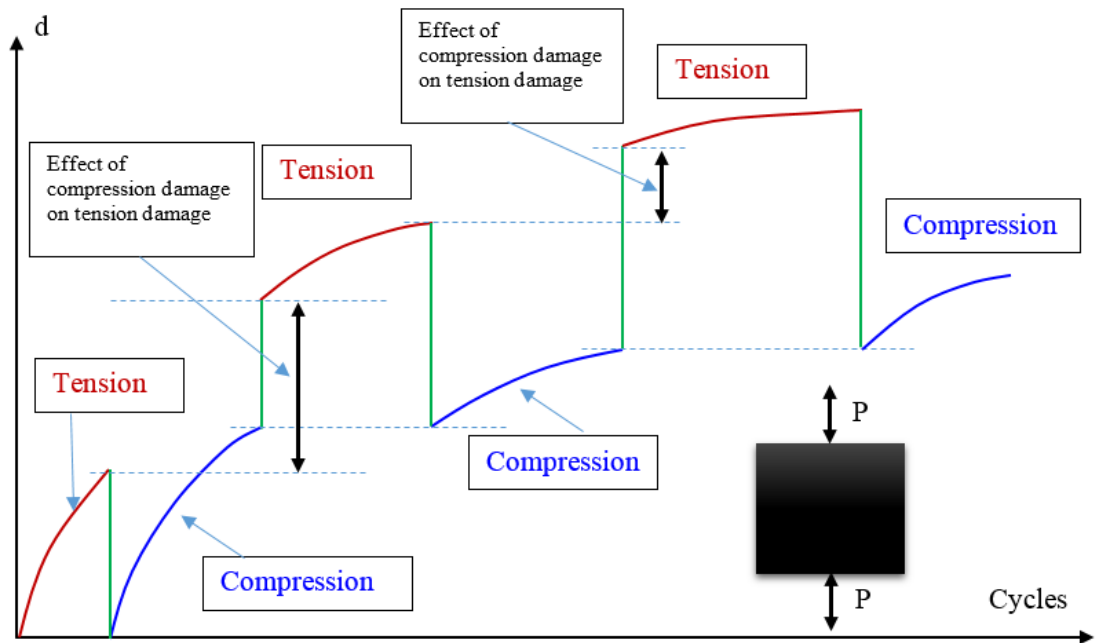 d
Effect of
compression damage
on tension damage
Tension
Effect of
compression damage
on tension damage
Tension
Compression
Tension
Compression
Compression
P
P
Cycles